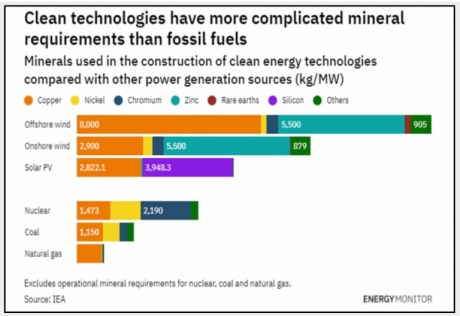 Clean technologies have more complicated mineral
requirements than fossil fuels
Minerals used in the construction of clean energy technologies
compared with other power generation sources (kg/MW)
Copper Nickel Chromium Zinc Rare earths Silicon Others
Offshore wind 8,000 5,500 905
Onshore wind 2,900 5,500 879
Solar PV 2,822.1 3,948.3
Nuclear 1,473 2,190
Coal 1,150
Natural gas
Excludes operational mineral requirements for nuclear, coal and natural gas.
Source: IEA ENERGYMONITOR